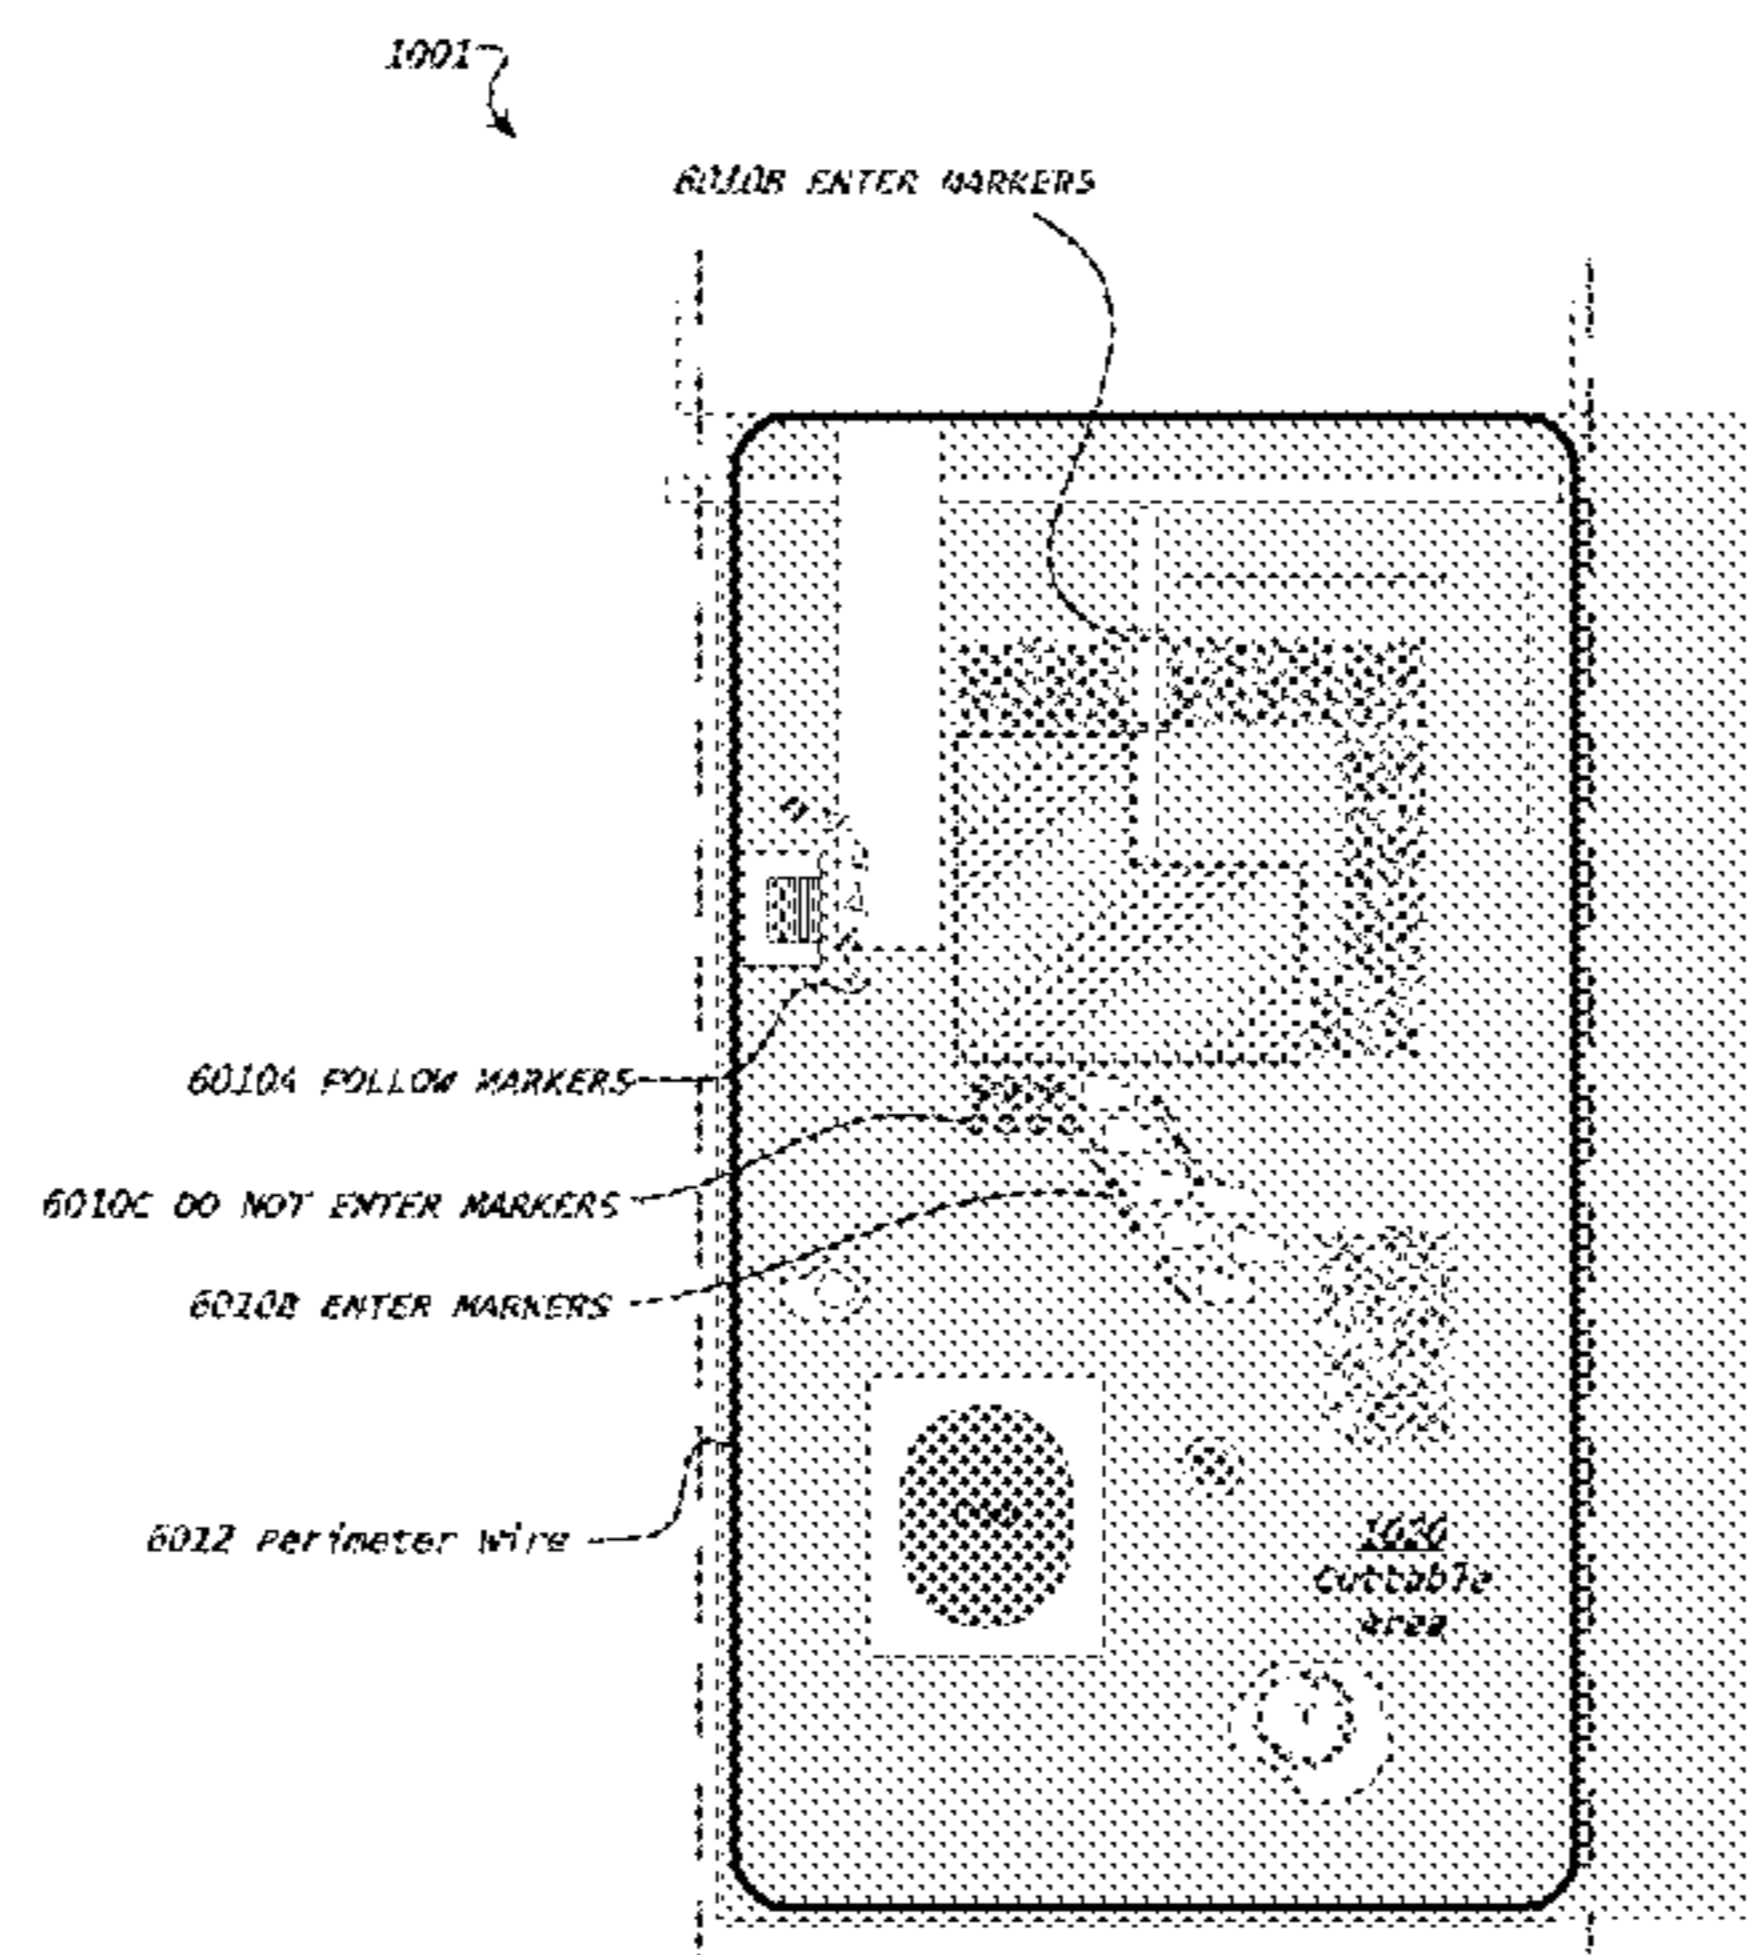 1001
6010B ENTER MARKERS
6010A FOLLOW MARKERS
6010C DO NOT ENTER MARKERS
6010B ENTER MARKERS
6012 Perimeter Wire
1020
Cuttable
area